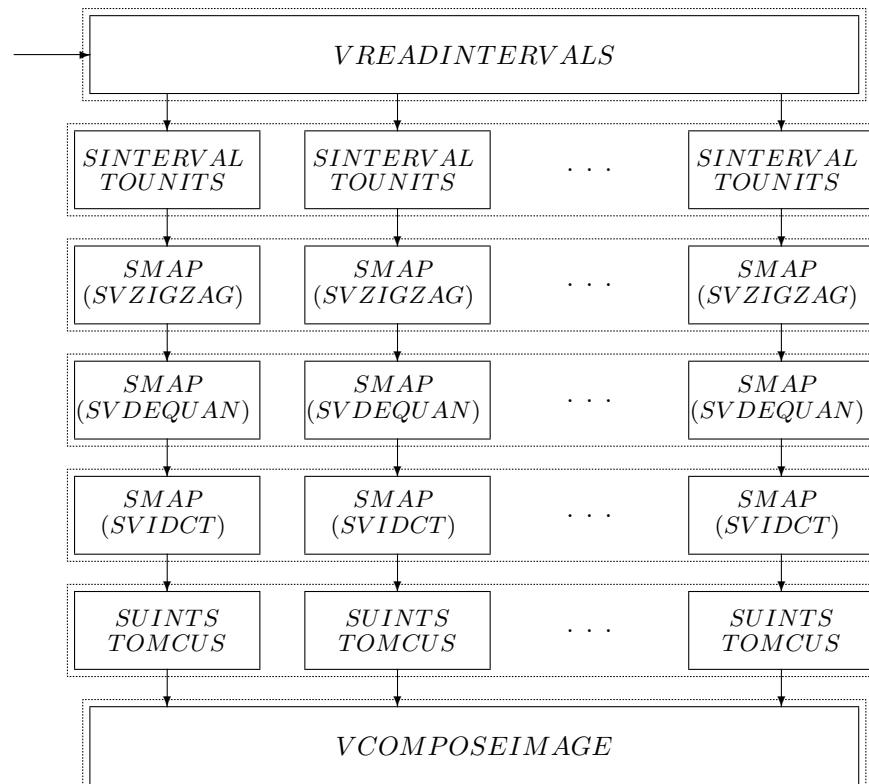 VREADINTERVALS
SINTERVAL SINTERVAL SINTERVAL
TOUNITS TOUNITS . . . TOUNITS
SMAP SMAP SMAP
(SVZIGZAG) (SVZIGZAG) . . . (SVZIGZAG)
SMAP SMAP SMAP
(SVDEQUAN) (SVDEQUAN) . . . (SVDEQUAN)
SMAP SMAP SMAP
(SVIDCT) (SVIDCT) . . . (SVIDCT)
SUINTS SUINTS SUINTS
TOMCUS TOMCUS . . . TOMCUS
VCOMPOSEIMAGE